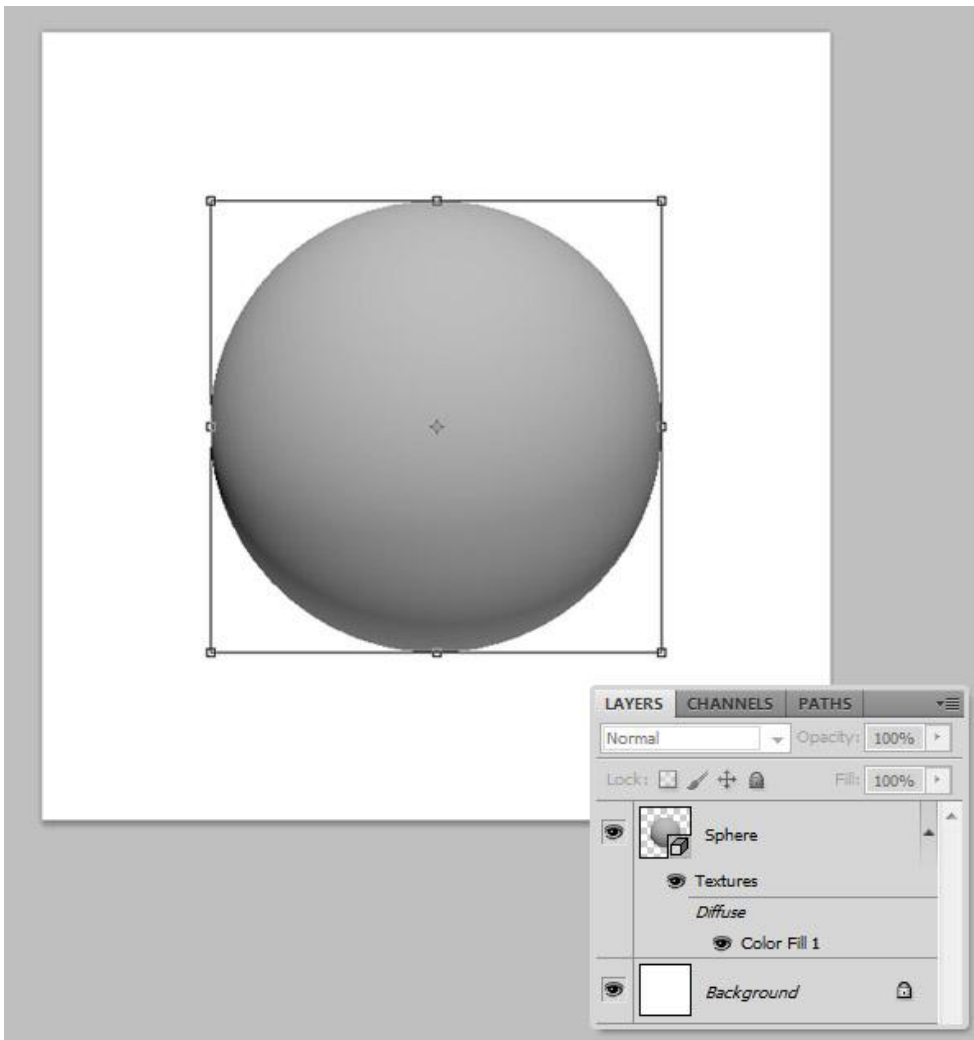 LAYERS CHANNELS PATHS
Normal Opacity: 100%
Lock: Fill: 100%
Sphere
Textures
Diffuse
Color Fill 1
Background